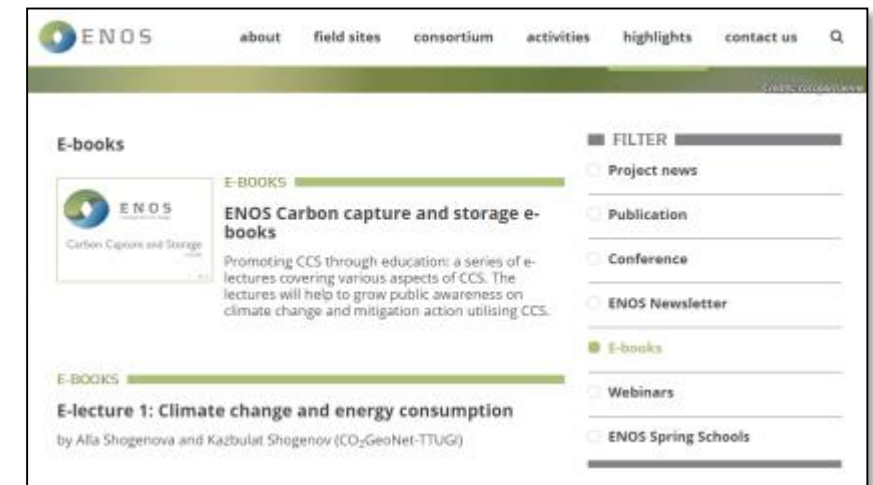 ENOS
about field sites consortium activities highlights contact us
E-books
ENOS
Carbon Capture and Storage
E-BOOKS
ENOS Carbon capture and storage e-
books
Promoting CCS through education: a series of e-
lectures covering various aspects of CCS. The
lectures will help to grow public awareness on
climate change and mitigation action utilising CCS.
E-BOOKS
E-lecture 1: Climate change and energy consumption
by Alla Shogenova and Kazbulat Shogenov (CO₂GeoNet-TTUGI)
FILTER
Project news
Publication
Conference
ENOS Newsletter
E-books
Webinars
ENOS Spring Schools